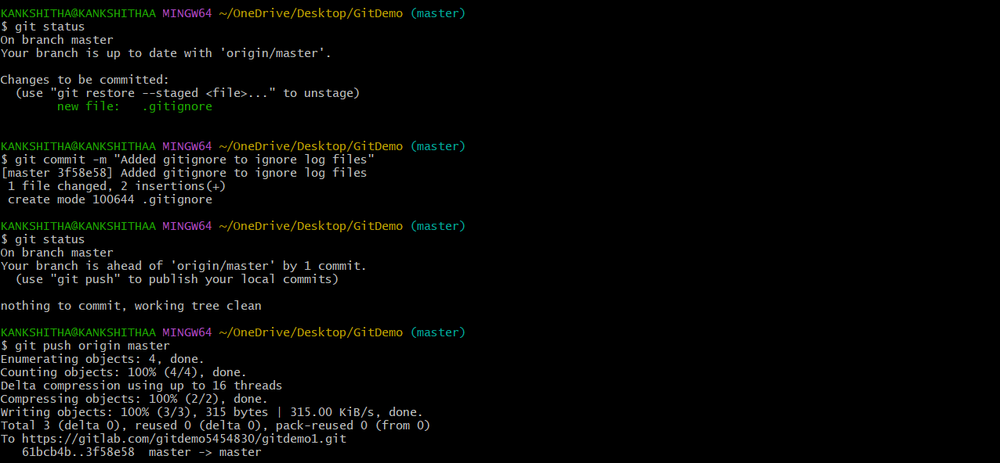 KANKSHITHA@KANKSHITHAA MINGW64 ~/OneDrive/Desktop/GitDemo (master)
$ git status
On branch master
Your branch is up to date with 'origin/master'.
Changes to be committed:
  (use "git restore --staged <file>..." to unstage)
        new file:   .gitignore
KANKSHITHA@KANKSHITHAA MINGW64 ~/OneDrive/Desktop/GitDemo (master)
$ git commit -m "Added gitignore to ignore log files"
[master 3f58e58] Added gitignore to ignore log files
 1 file changed, 2 insertions(+)
 create mode 100644 .gitignore
KANKSHITHA@KANKSHITHAA MINGW64 ~/OneDrive/Desktop/GitDemo (master)
$ git status
On branch master
Your branch is ahead of 'origin/master' by 1 commit.
  (use "git push" to publish your local commits)
nothing to commit, working tree clean
KANKSHITHA@KANKSHITHAA MINGW64 ~/OneDrive/Desktop/GitDemo (master)
$ git push origin master
Enumerating objects: 4, done.
Counting objects: 100% (4/4), done.
Delta compression using up to 16 threads
Compressing objects: 100% (2/2), done.
Writing objects: 100% (3/3), 315 bytes | 315.00 KiB/s, done.
Total 3 (delta 0), reused 0 (delta 0), pack-reused 0 (from 0)
To https://gitlab.com/gitdemo5454830/gitdemo1.git
   61bcb4b..3f58e58  master -> master